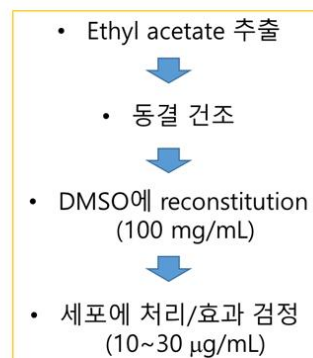 • Ethyl acetate 추출
• 동결 건조
• DMSO에 reconstitution
(100 mg/mL)
• 세포에 처리/효과 검정
(10~30 μg/mL)